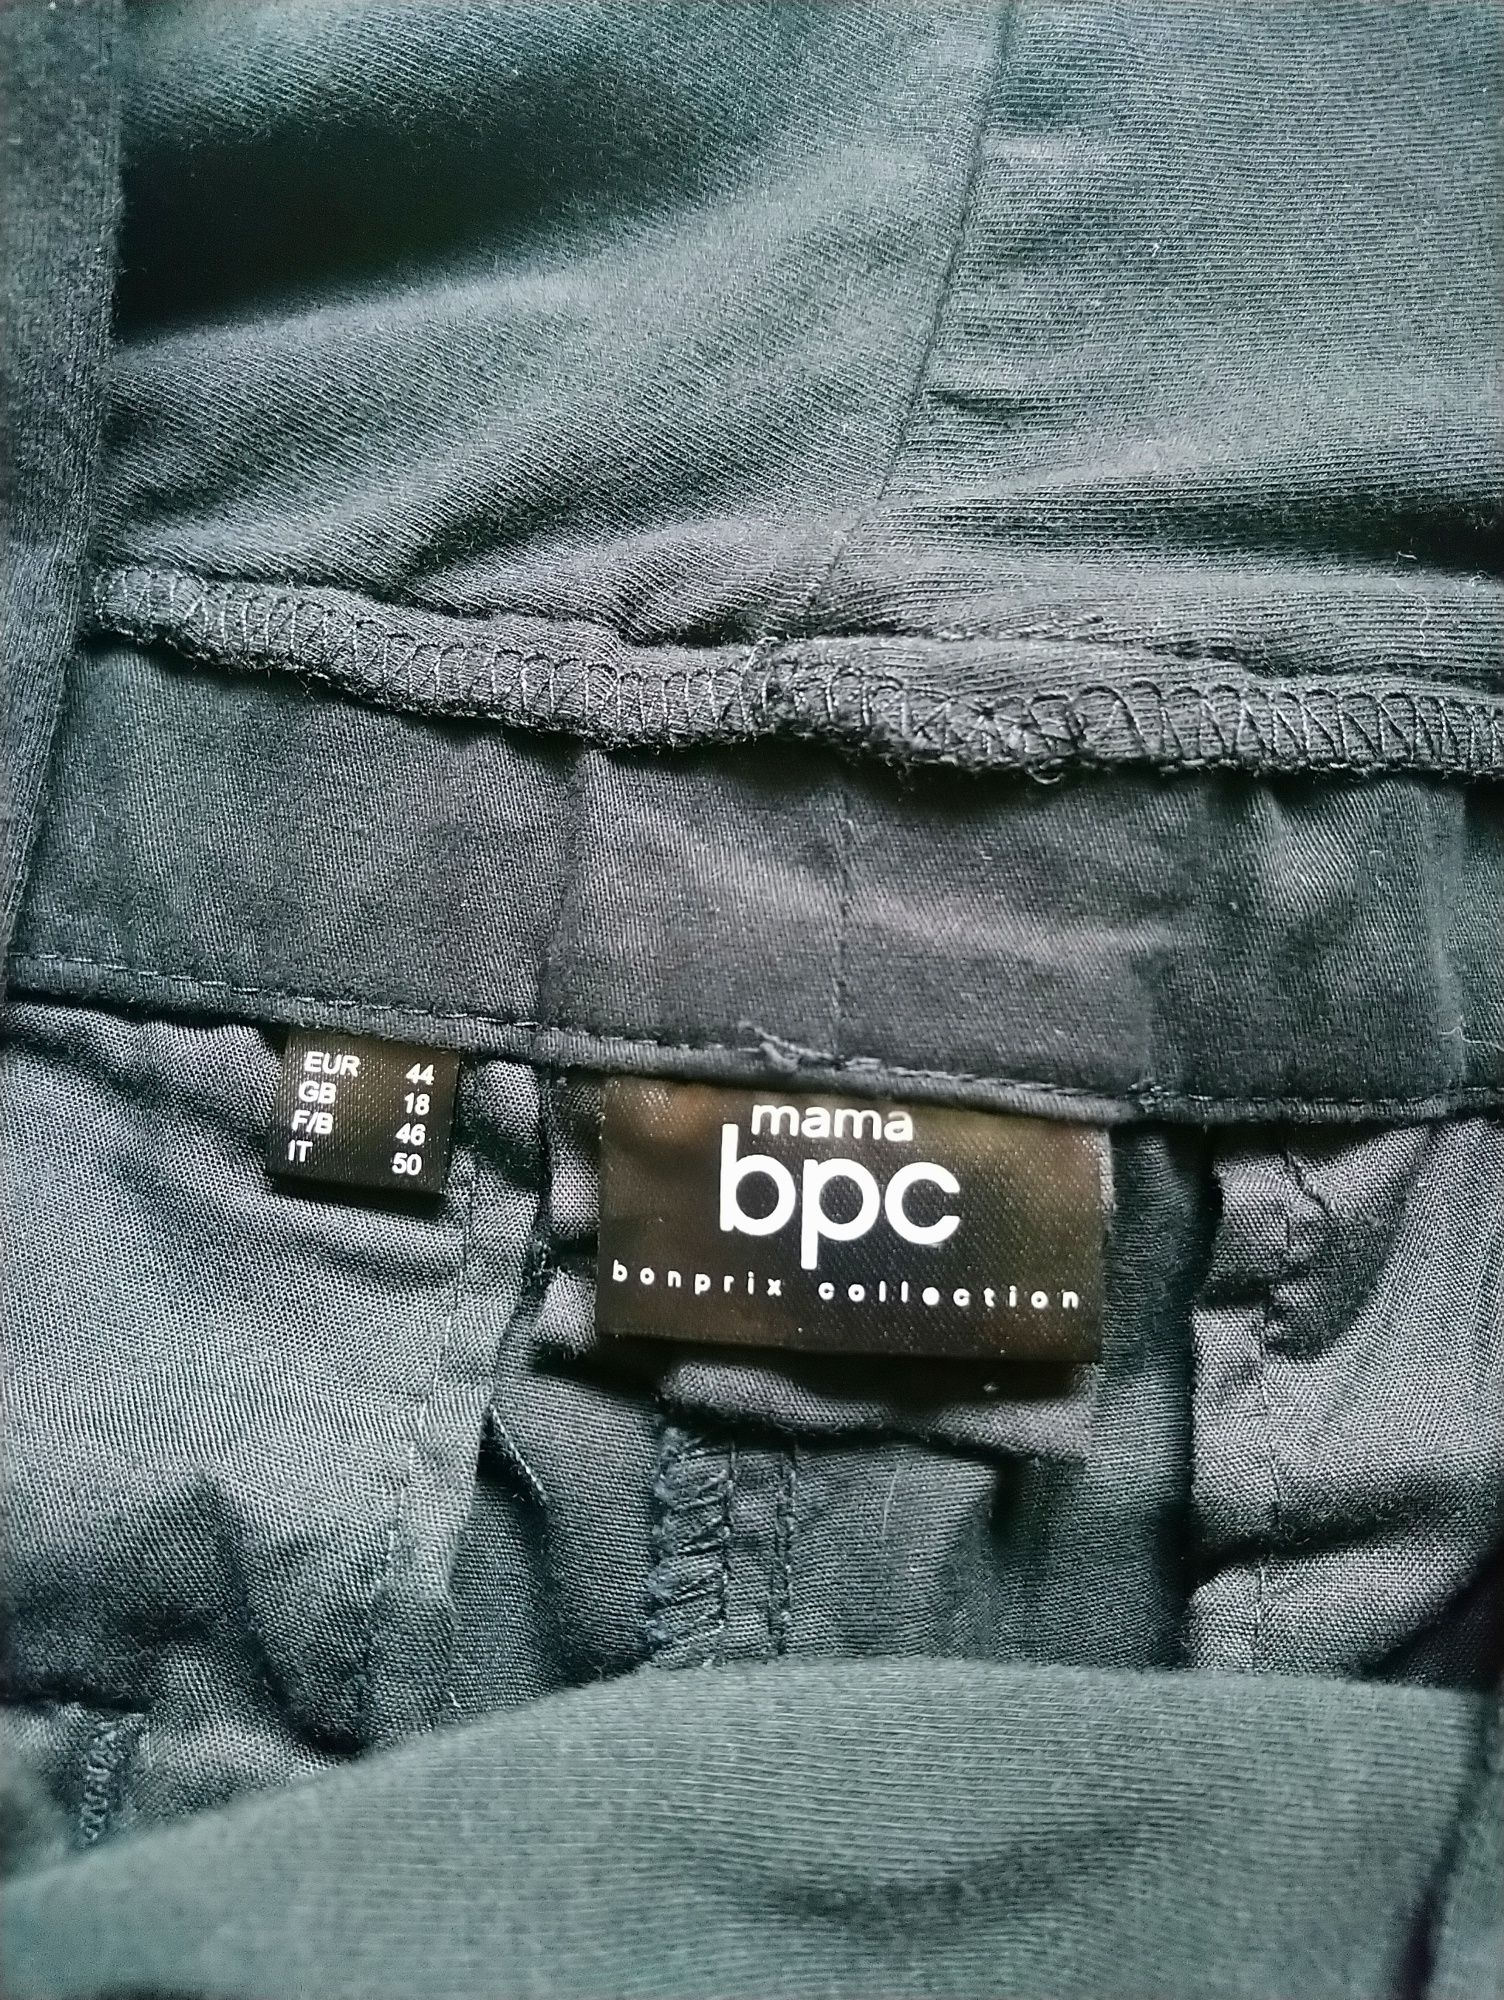 EUR 44
GB 18
F/B 46
IT 50
mama
bpc
bonprix collection